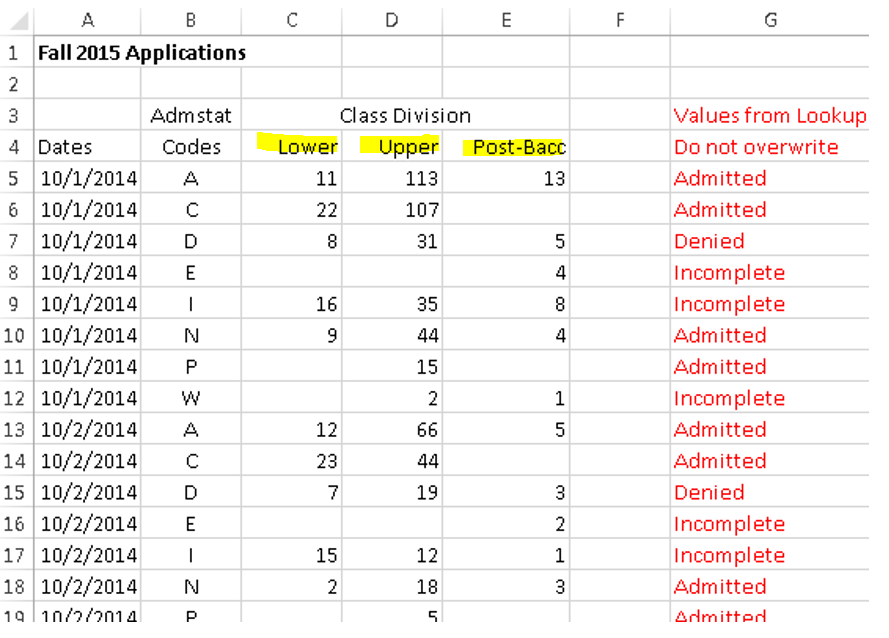 A B C D E F G
1 Fall 2015 Applications
2
3 Admstat Class Division Values from Lookup
4 Dates Codes Lower Upper Post-Bacc Do not overwrite
5 10/1/2014 A 11 113 13 Admitted
6 10/1/2014 C 22 107 Admitted
7 10/1/2014 D 8 31 5 Denied
8 10/1/2014 E 4 Incomplete
9 10/1/2014 I 16 35 8 Incomplete
10 10/1/2014 N 9 44 4 Admitted
11 10/1/2014 P 15 Admitted
12 10/1/2014 W 2 1 Incomplete
13 10/2/2014 A 12 66 5 Admitted
14 10/2/2014 C 23 44 Admitted
15 10/2/2014 D 7 19 3 Denied
16 10/2/2014 E 2 Incomplete
17 10/2/2014 I 15 12 1 Incomplete
18 10/2/2014 N 2 18 3 Admitted
19 10/2/2014 P 5 Admitted